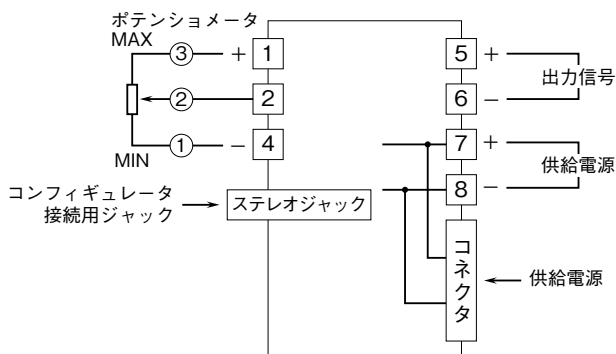 ポテンショメータ
MAX
③ + 1
② 2
① - 4
MIN
コンフィギュレータ
接続用ジャック
ステレオジャック
5 +
出力信号
6 -
7 +
供給電源
8 -
コネクタ
供給電源